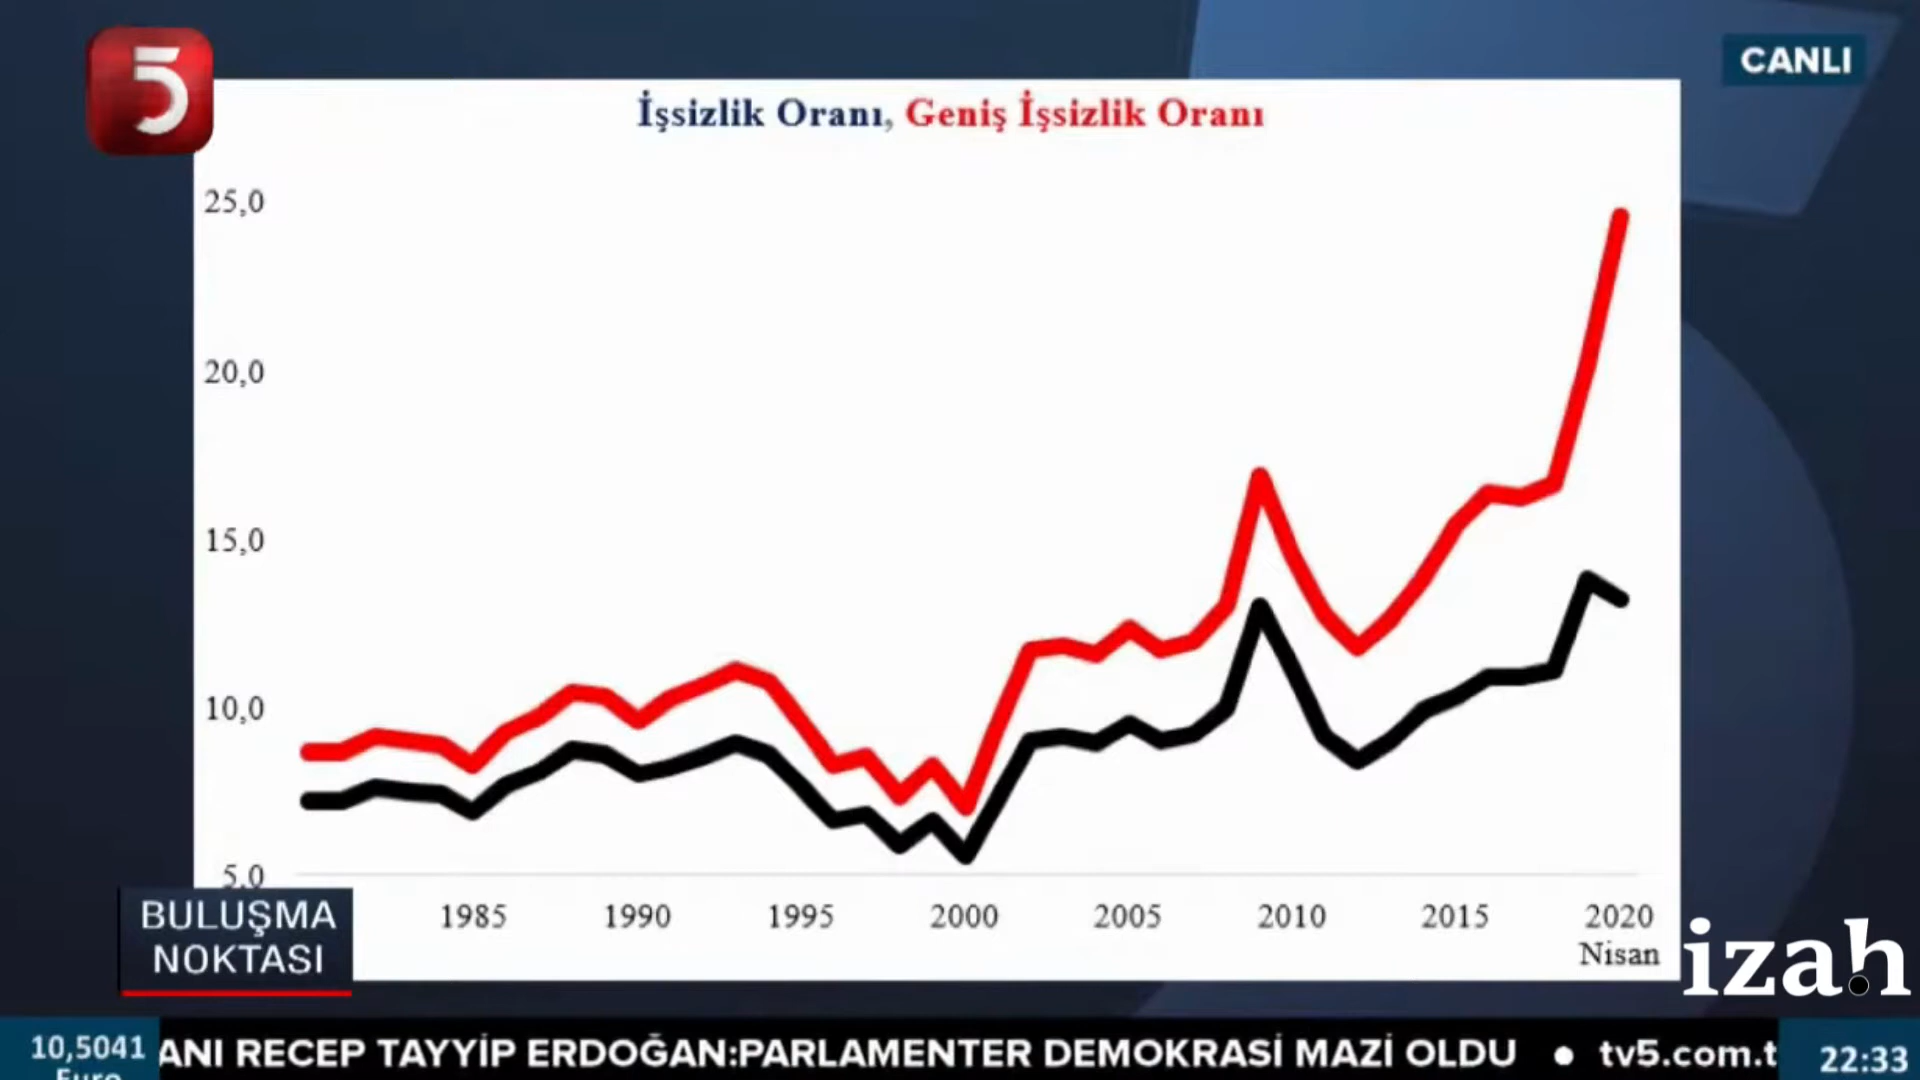 5
CANLI
İşsizlik Oranı, Geniş İşsizlik Oranı
25,0
20,0
15,0
10,0
5,0
1985 1990 1995 2000 2005 2010 2015 2020
Nisan
BULUŞMA
NOKTASI
izah
10,5041
Euro
ANI RECEP TAYYİP ERDOĞAN:PARLAMENTER DEMOKRASİ MAZİ OLDU • tv5.com.t
22:33